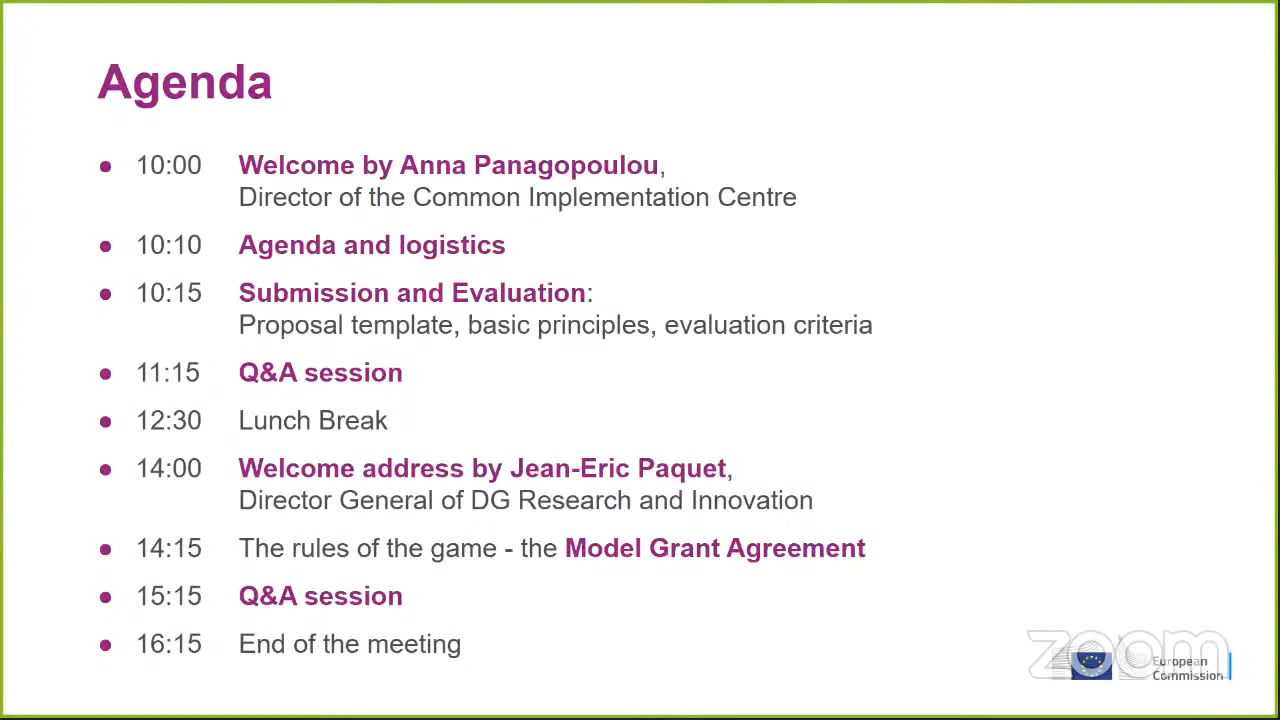 Agenda
• 10:00 Welcome by Anna Panagopoulou,
Director of the Common Implementation Centre
• 10:10 Agenda and logistics
• 10:15 Submission and Evaluation:
Proposal template, basic principles, evaluation criteria
• 11:15 Q&A session
• 12:30 Lunch Break
• 14:00 Welcome address by Jean-Eric Paquet,
Director General of DG Research and Innovation
• 14:15 The rules of the game - the Model Grant Agreement
• 15:15 Q&A session
• 16:15 End of the meeting
zoom
European
Commission